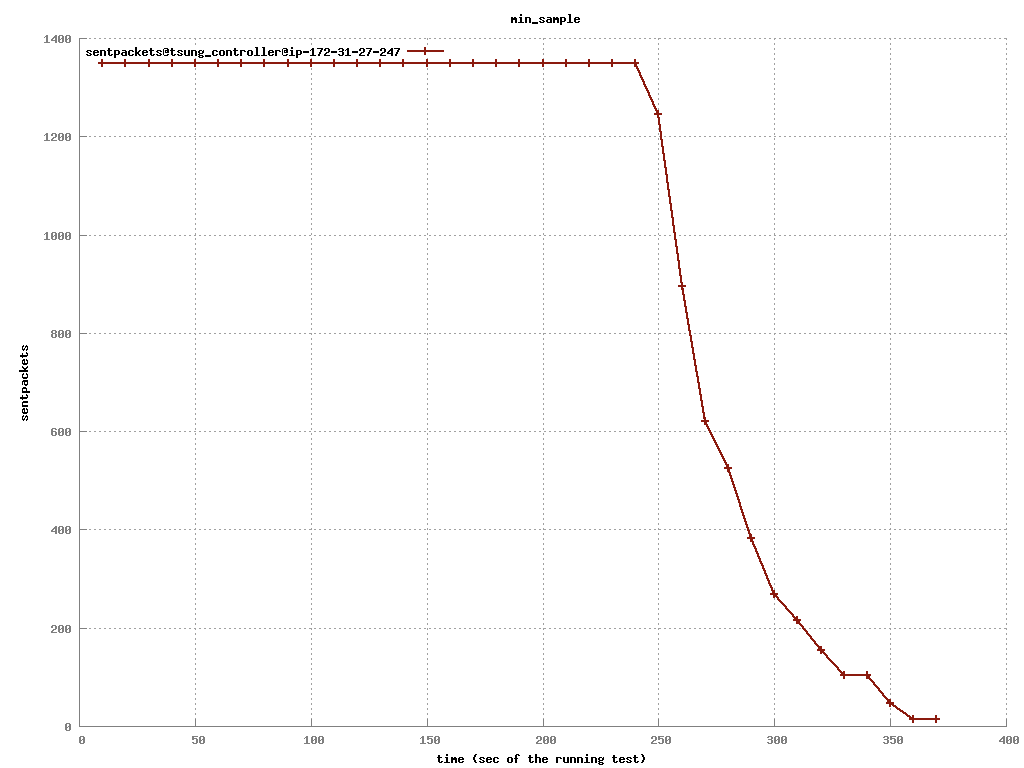 min_sample
sentpackets@tsung_controller@ip-172-31-27-247
1400
1200
1000
800
600
400
200
0
sentpackets
0 50 100 150 200 250 300 350 400
time (sec of the running test)